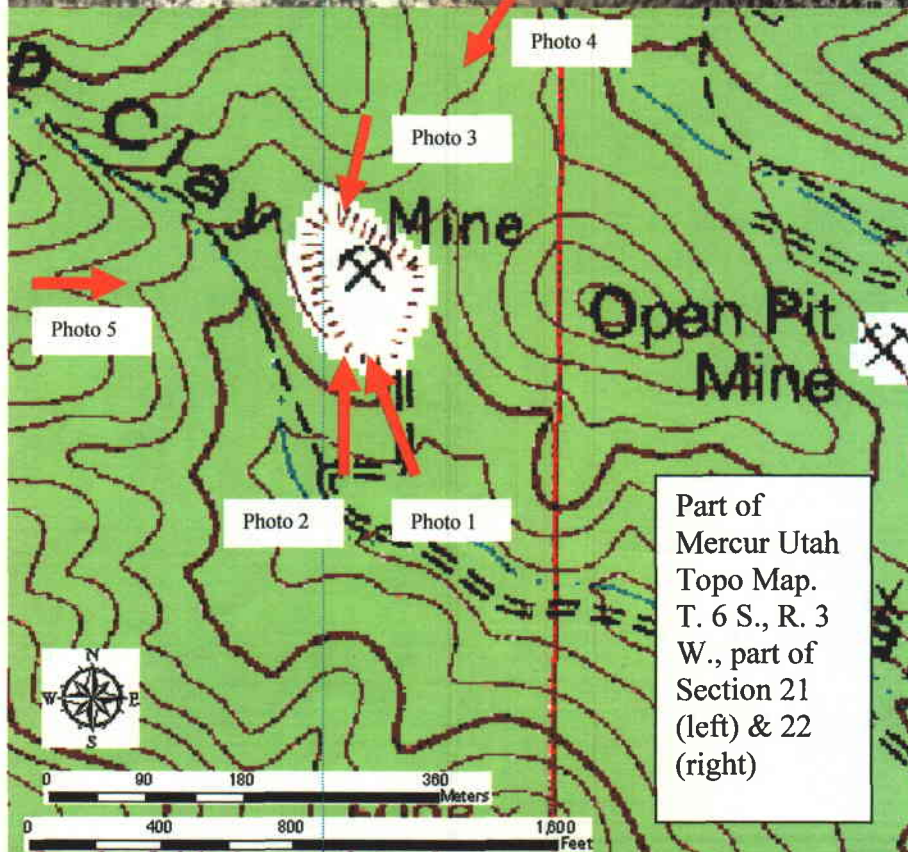 Photo 4
Photo 3
Clay
Mine
Photo 5
Open Pit
Mine
Photo 2
Photo 1
Part of
Mercur Utah
Topo Map.
T. 6 S., R. 3
W., part of
Section 21
(left) & 22
(right)
N
W E
S
0 90 180 360
Meters
0 400 800 1,600
Feet